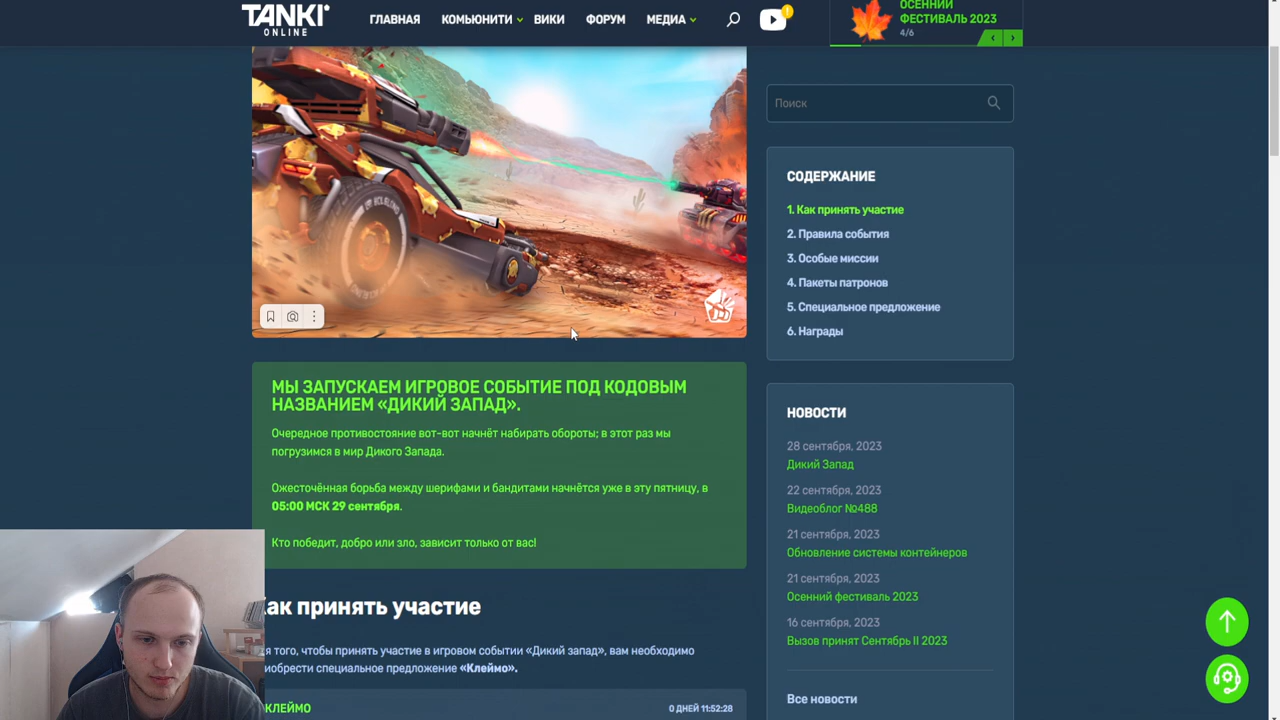 TANKI
ONLINE
ГЛАВНАЯ
КОМЬЮНИТИ
ВИКИ
ФОРУМ
МЕДИА
ОСЕННИЙ
ФЕСТИВАЛЬ 2023
4/6
Поиск
СОДЕРЖАНИЕ
1. Как принять участие
2. Правила события
3. Особые миссии
4. Пакеты патронов
5. Специальное предложение
6. Награды
МЫ ЗАПУСКАЕМ ИГРОВОЕ СОБЫТИЕ ПОД КОДОВЫМ
НАЗВАНИЕМ «ДИКИЙ ЗАПАД».
Очередное противостояние вот-вот начнёт набирать обороты; в этот раз мы
погрузимся в мир Дикого Запада.
Ожесточённая борьба между шерифами и бандитами начнётся уже в эту пятницу, в
05:00 МСК 29 сентября.
Кто победит, добро или зло, зависит только от вас!
ак принять участие
я того, чтобы принять участие в игровом событии «Дикий запад», вам необходимо
иобрести специальное предложение «Клеймо».
КЛЕЙМО
0 ДНЕЙ 11:52:28
НОВОСТИ
28 сентября, 2023
Дикий Запад
22 сентября, 2023
Видеоблог №488
21 сентября, 2023
Обновление системы контейнеров
21 сентября, 2023
Осенний фестиваль 2023
16 сентября, 2023
Вызов принят Сентябрь II 2023
Все новости